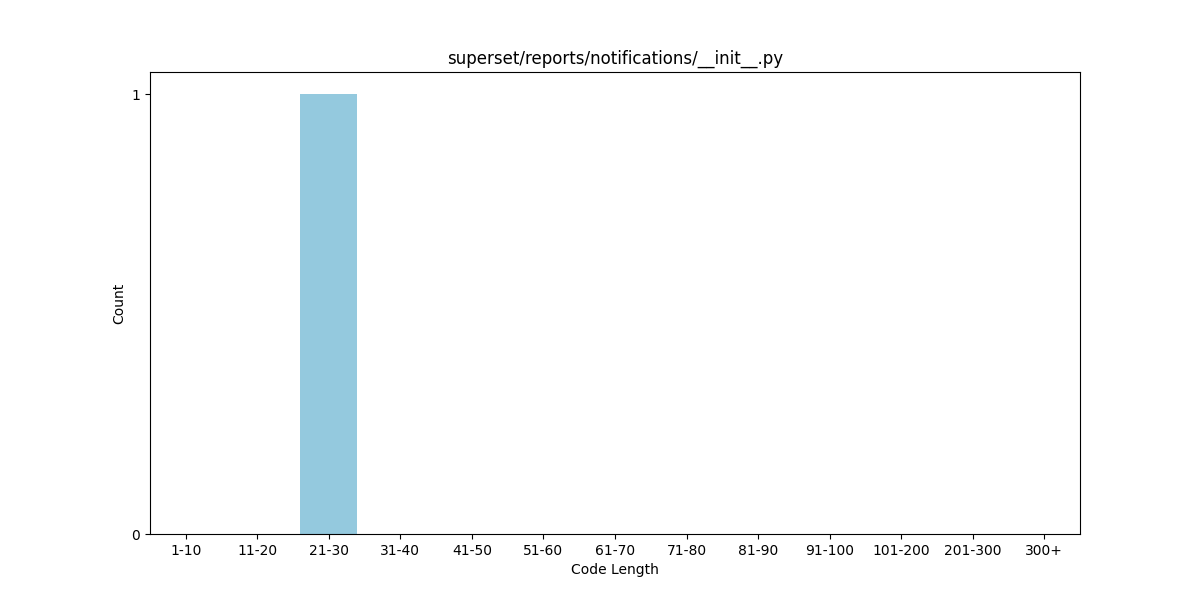 superset/reports/notifications/__init__.py
1
Count
0
1-10 11-20 21-30 31-40 41-50 51-60 61-70 71-80 81-90 91-100 101-200 201-300 300+
Code Length